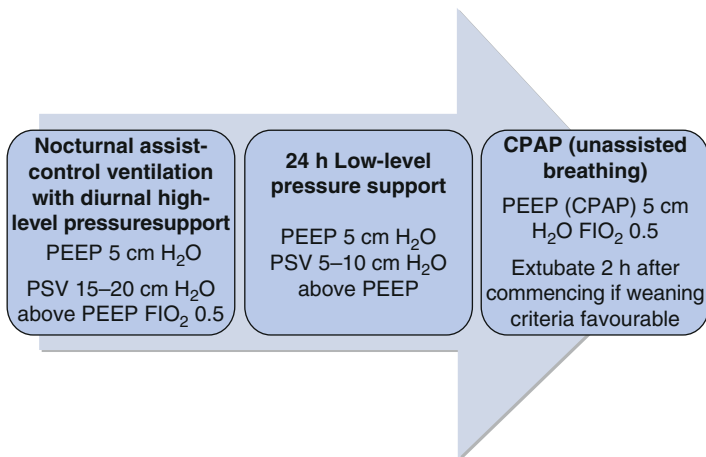 Nocturnal assist-
control ventilation
with diurnal high-
level pressuresupport
PEEP 5 cm H₂O
PSV 15–20 cm H₂O
above PEEP FIO₂ 0.5
24 h Low-level
pressure support
PEEP 5 cm H₂O
PSV 5–10 cm H₂O
above PEEP
CPAP (unassisted
breathing)
PEEP (CPAP) 5 cm
H₂O FIO₂ 0.5
Extubate 2 h after
commencing if weaning
criteria favourable